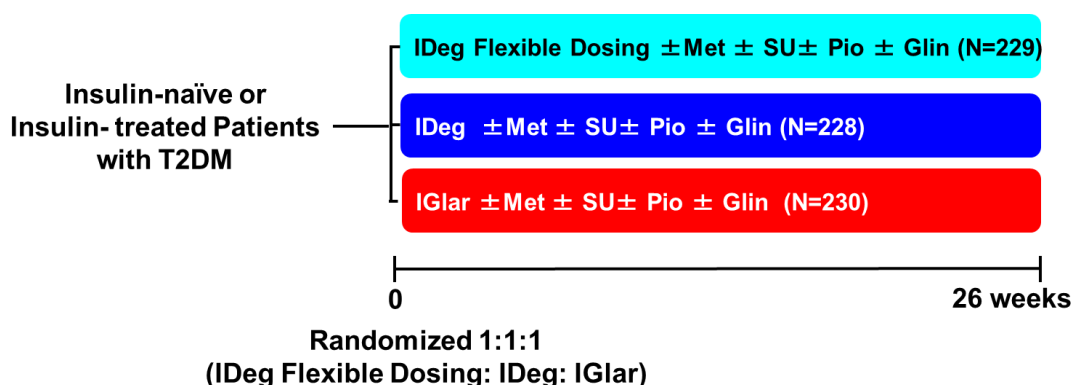 IDeg Flexible Dosing ±Met ± SU± Pio ± Glin (N=229)
Insulin-naïve or
Insulin- treated Patients
with T2DM
IDeg ±Met ± SU± Pio ± Glin (N=228)
IGlar ±Met ± SU± Pio ± Glin (N=230)
0
26 weeks
Randomized 1:1:1
(IDeg Flexible Dosing: IDeg: IGlar)